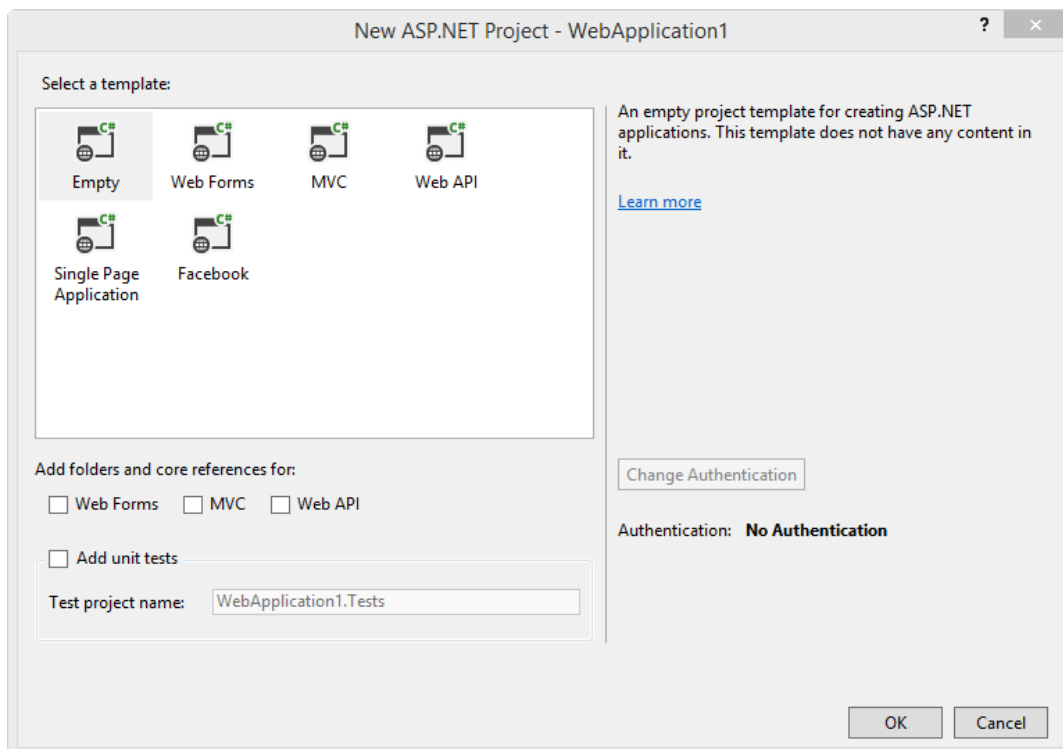 New ASP.NET Project - WebApplication1
?
Select a template:
C# C# C# C#
Empty Web Forms MVC Web API
C# C#
Single Page Facebook
Application
An empty project template for creating ASP.NET
applications. This template does not have any content in
it.
Learn more
Add folders and core references for:
Web Forms MVC Web API
Add unit tests
Test project name: WebApplication1.Tests
Change Authentication
Authentication: No Authentication
OK Cancel